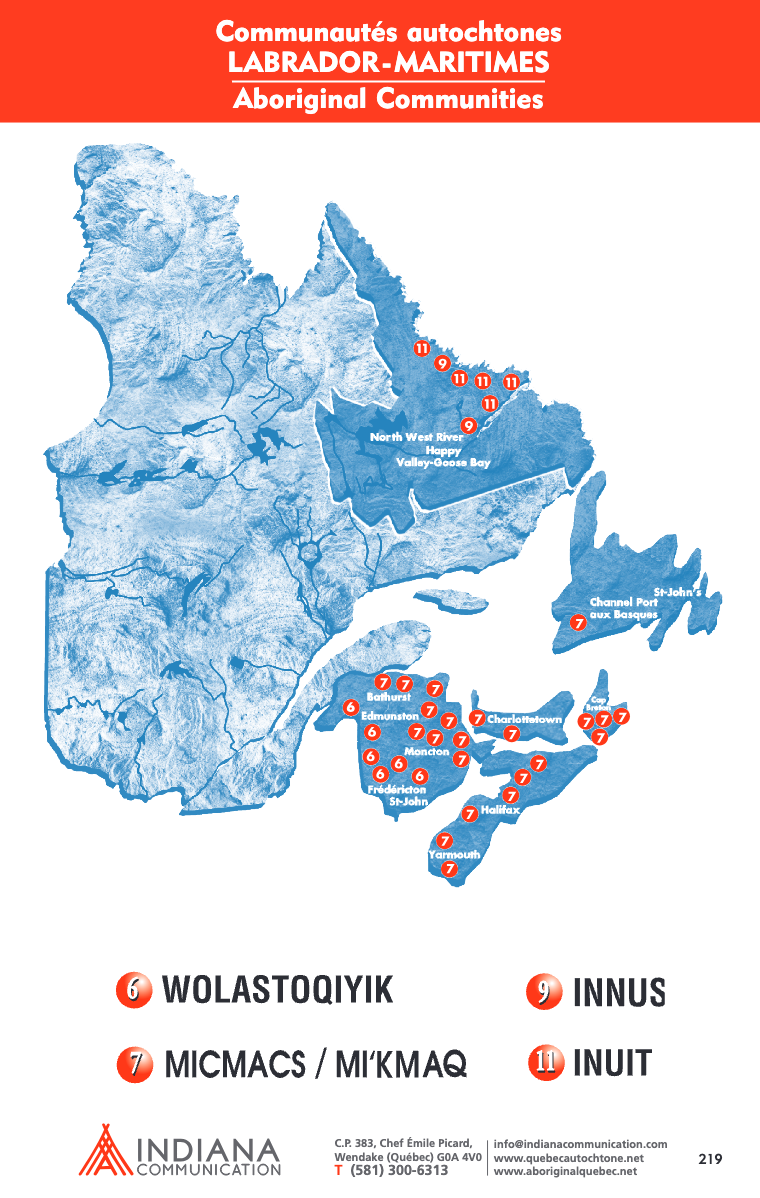 Communautés autochtones
LABRADOR-MARITIMES
Aboriginal Communities
11
9
11
11
11
11
9
North West River
Happy
Valley-Goose Bay
St-John's
Channel Port
aux Basques
7
7
7
7
Bathurst
6
7
Edmunston
7
6
7
7
7
Moncton
7
6
6
6
6
Frédéricton
St-John
7
Charlottetown
7
Cap
Breton
7
7
7
7
7
7
7
Halifax
7
7
Yarmouth
7
6 WOLASTOQIYIK
9 INNUS
7 MICMACS / MI'KMAQ
11 INUIT
INDIANA
COMMUNICATION
C.P. 383, Chef Émile Picard,
Wendake (Québec) G0A 4V0
T (581) 300-6313
info@indianacommunication.com
www.quebecautochtone.net
www.aboriginalquebec.net
219